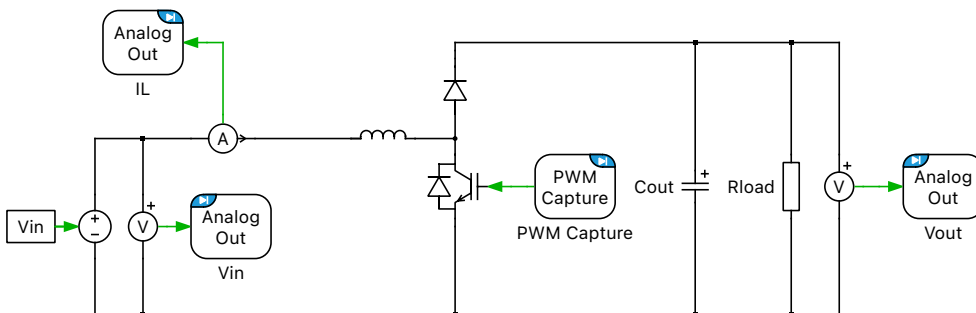 Analog
Out
IL
A
Vin
V
Analog
Out
Vin
PWM
Capture
PWM Capture
Cout
Rload
V
Analog
Out
Vout